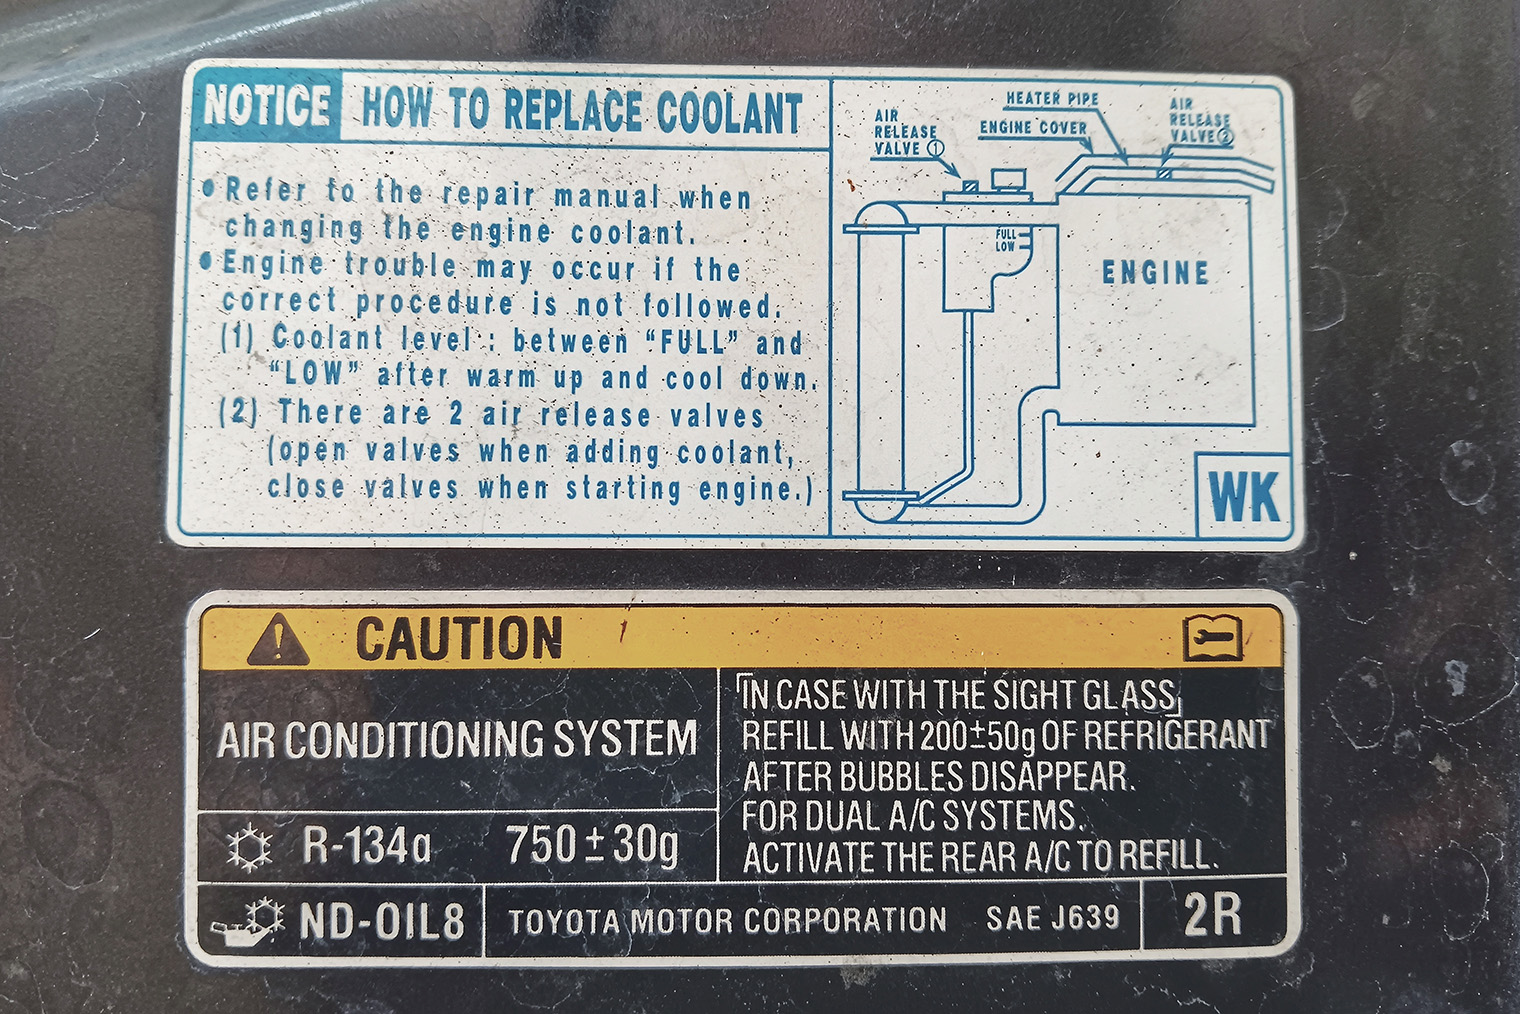 NOTICE HOW TO REPLACE COOLANT
• Refer to the repair manual when
changing the engine coolant.
• Engine trouble may occur if the
correct procedure is not followed.
(1) Coolant level : between “FULL” and
“LOW” after warm up and cool down.
(2) There are 2 air release valves
(open valves when adding coolant,
close valves when starting engine.)
AIR
RELEASE
VALVE ①
HEATER PIPE
ENGINE COVER
AIR
RELEASE
VALVE ②
FULL
LOW
ENGINE
WK
CAUTION
AIR CONDITIONING SYSTEM
R-134a 750±30g
「IN CASE WITH THE SIGHT GLASS」
REFILL WITH 200±50g OF REFRIGERANT
AFTER BUBBLES DISAPPEAR.
FOR DUAL A/C SYSTEMS.
ACTIVATE THE REAR A/C TO REFILL.
ND-OIL8
TOYOTA MOTOR CORPORATION SAE J639
2R